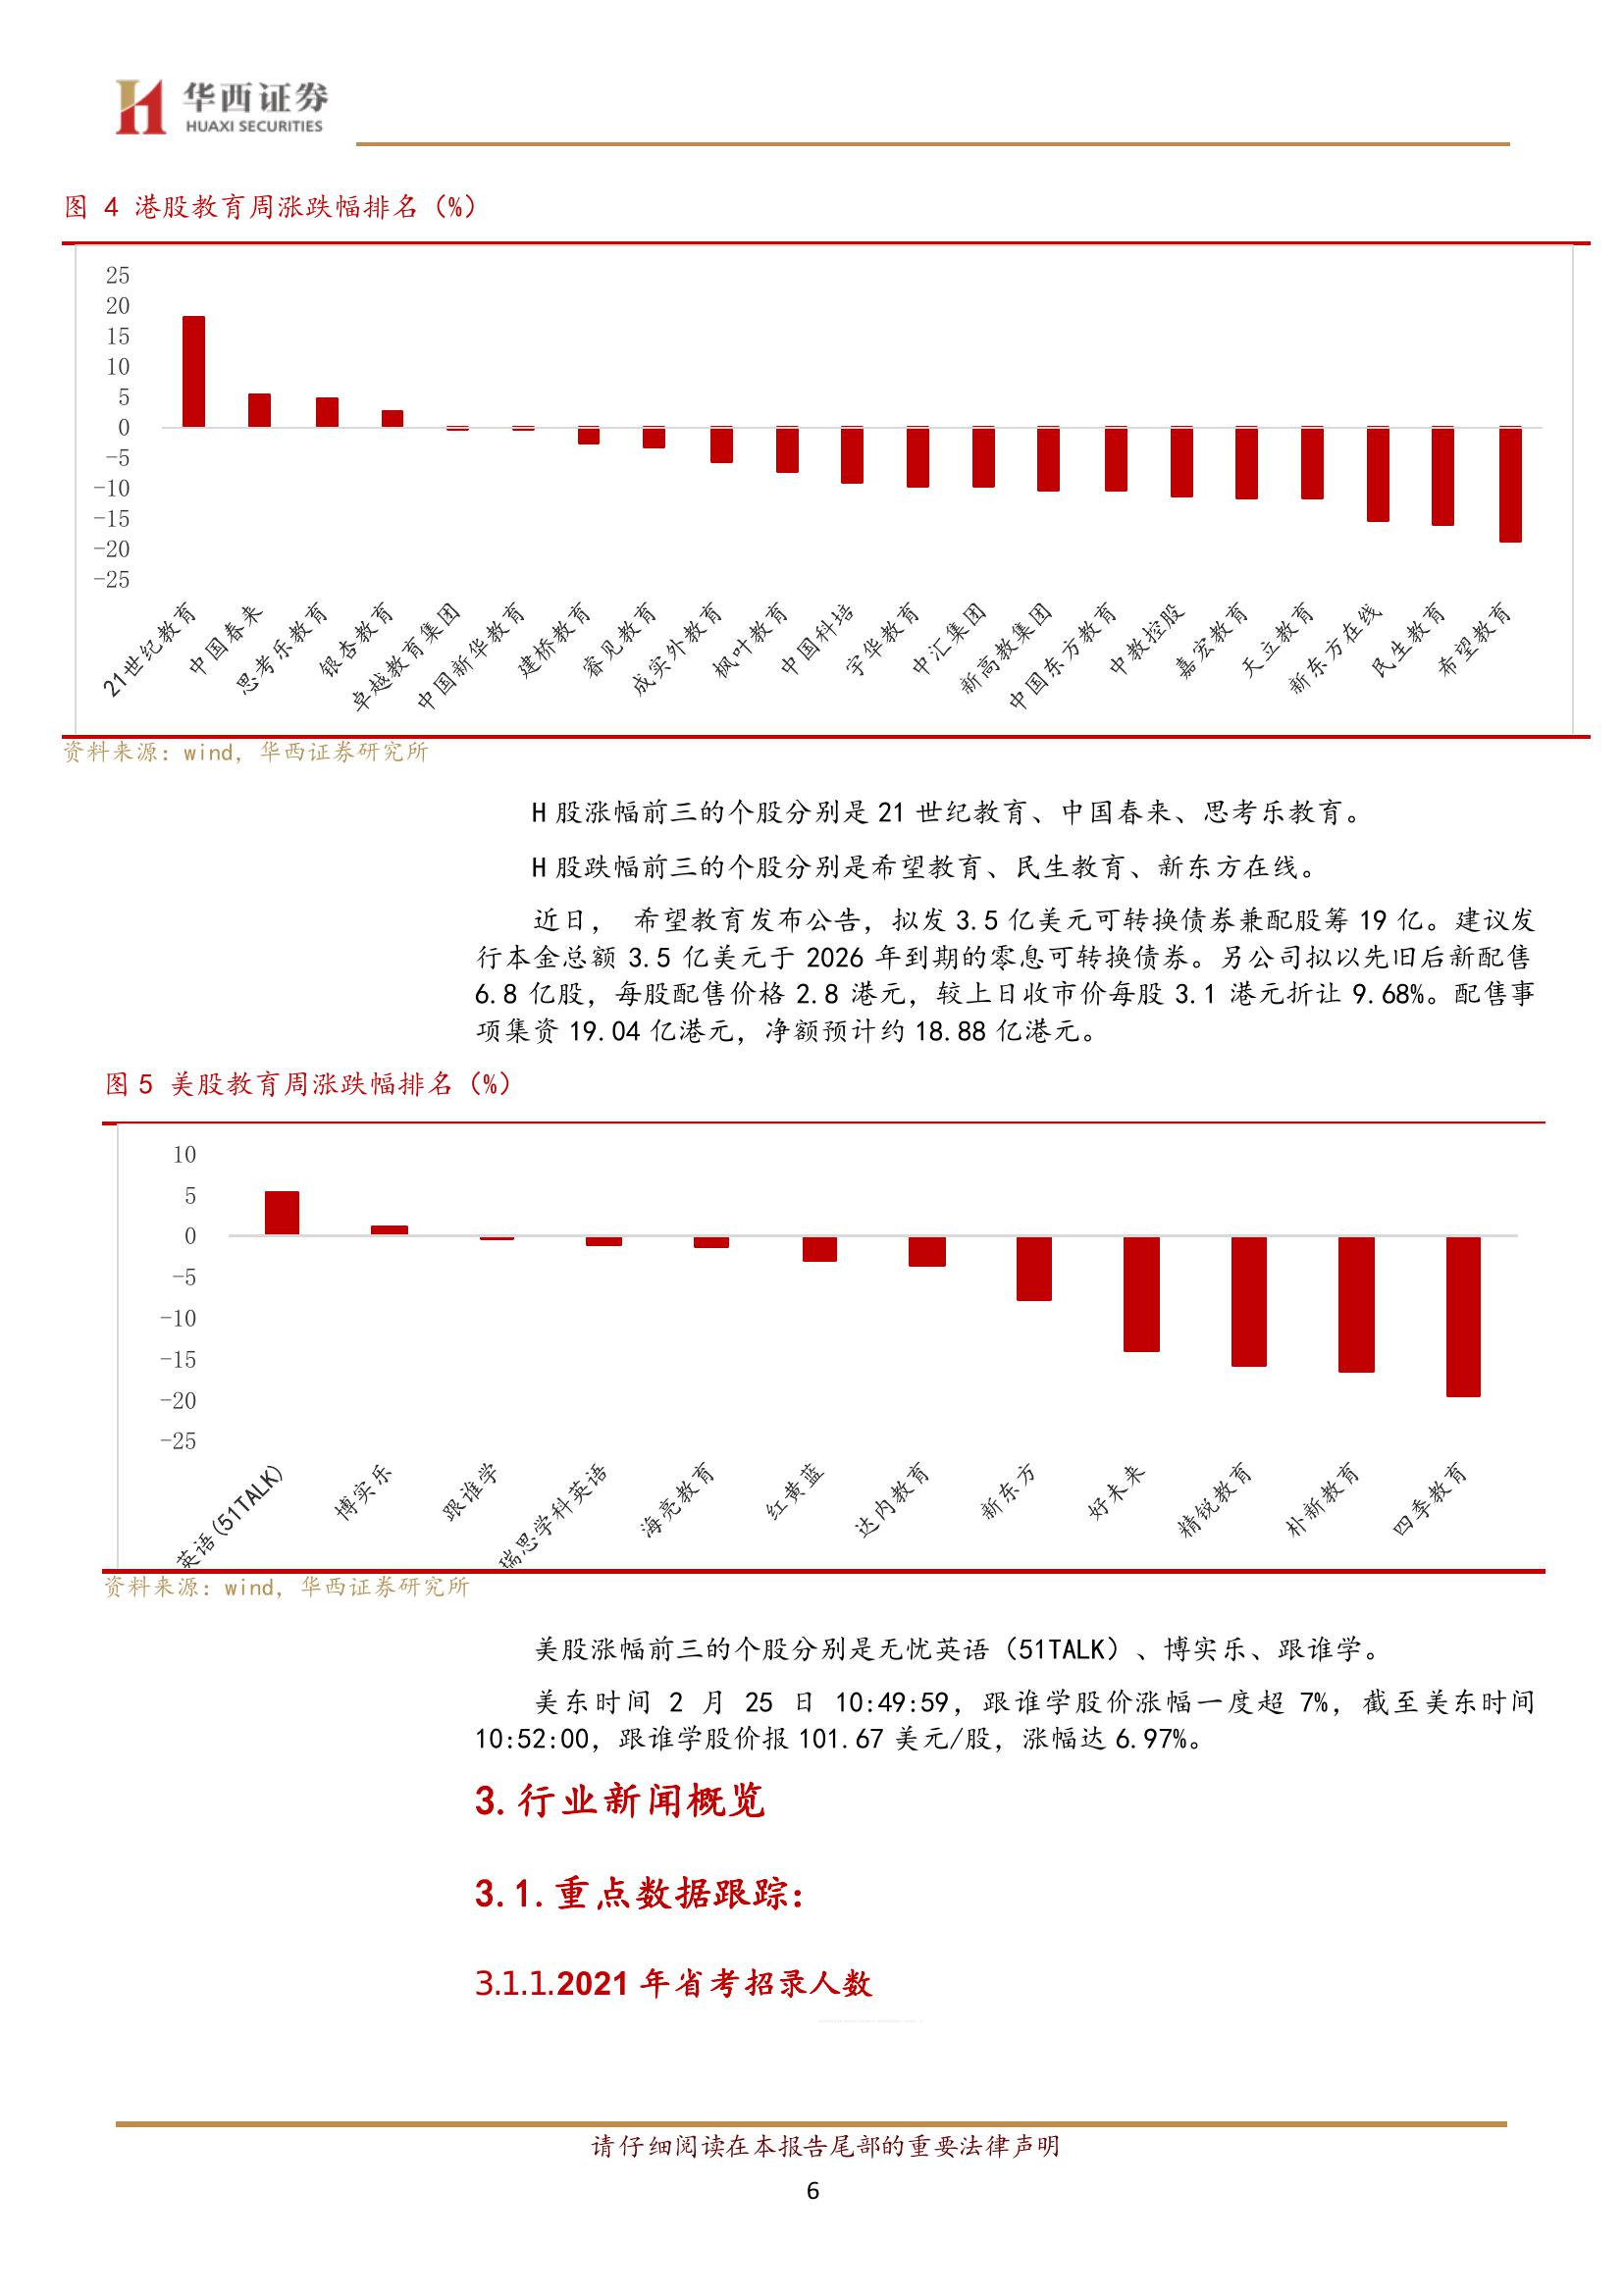 华西证券
HUAXI SECURITIES
图 4 港股教育周涨跌幅排名（%）
25
20
15
10
5
0
-5
-10
-15
-20
-25
21世纪教育
中国春来
思考乐教育
银杏教育
卓越教育集团
中国新华教育
建桥教育
睿见教育
成实外教育
枫叶教育
中国科培
宇华教育
中汇集团
新高教集团
中国东方教育
中教控股
嘉宏教育
天立教育
新东方在线
民生教育
希望教育
资料来源：wind，华西证券研究所
H 股涨幅前三的个股分别是 21 世纪教育、中国春来、思考乐教育。
H 股跌幅前三的个股分别是希望教育、民生教育、新东方在线。
近日， 希望教育发布公告，拟发 3.5 亿美元可转换债券兼配股筹 19 亿。建议发
行本金总额 3.5 亿美元于 2026 年到期的零息可转换债券。另公司拟以先旧后新配售
6.8 亿股，每股配售价格 2.8 港元，较上日收市价每股 3.1 港元折让 9.68%。配售事
项集资 19.04 亿港元，净额预计约 18.88 亿港元。
图 5 美股教育周涨跌幅排名（%）
10
5
0
-5
-10
-15
-20
-25
英语(51TALK)
博实乐
跟谁学
瑞思学科英语
海亮教育
红黄蓝
达内教育
新东方
好未来
精锐教育
朴新教育
四季教育
资料来源：wind，华西证券研究所
美股涨幅前三的个股分别是无忧英语（51TALK）、博实乐、跟谁学。
美东时间 2 月 25 日 10:49:59，跟谁学股价涨幅一度超 7%，截至美东时间
10:52:00，跟谁学股价报 101.67 美元/股，涨幅达 6.97%。
3.行业新闻概览
3.1.重点数据跟踪：
3.1.1.2021 年省考招录人数
请仔细阅读在本报告尾部的重要法律声明
6